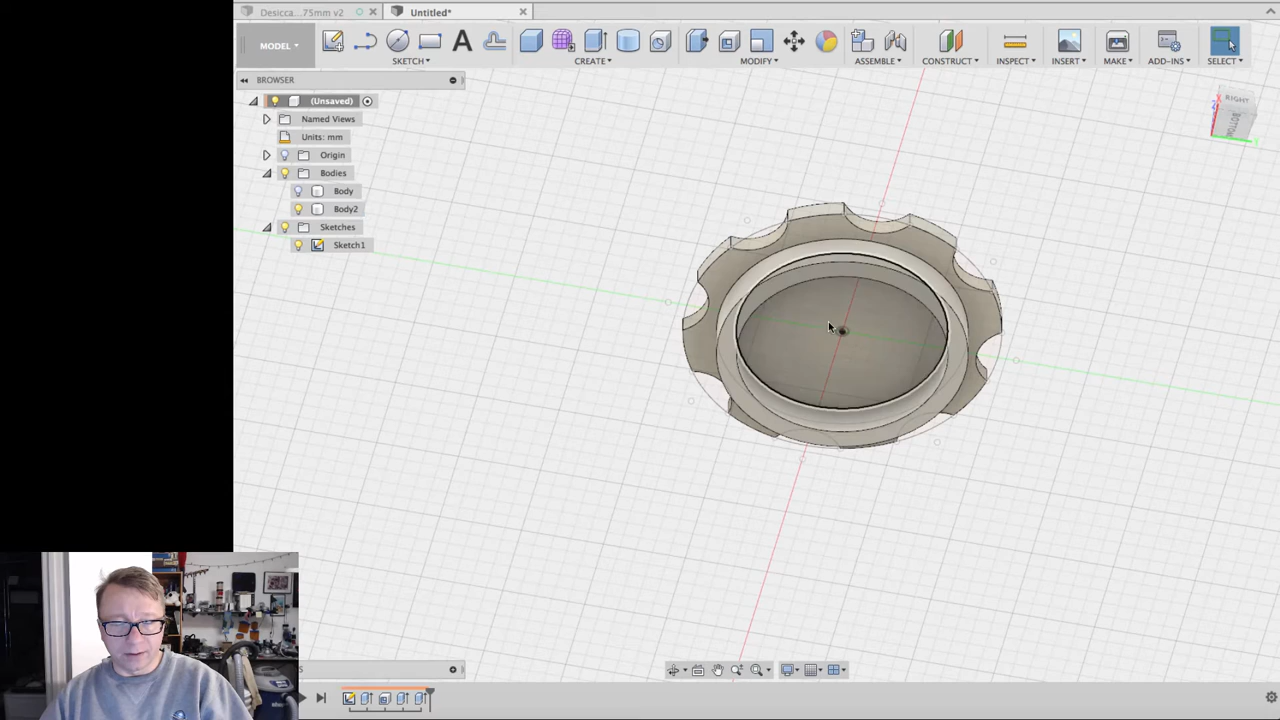 Desicca...75mm v2
Untitled*
MODEL
SKETCH
CREATE
MODIFY
ASSEMBLE
CONSTRUCT
INSPECT
INSERT
MAKE
ADD-INS
SELECT
BROWSER
(Unsaved)
Named Views
Units: mm
Origin
Bodies
Body
Body2
Sketches
Sketch1
RIGHT
BOTTOM